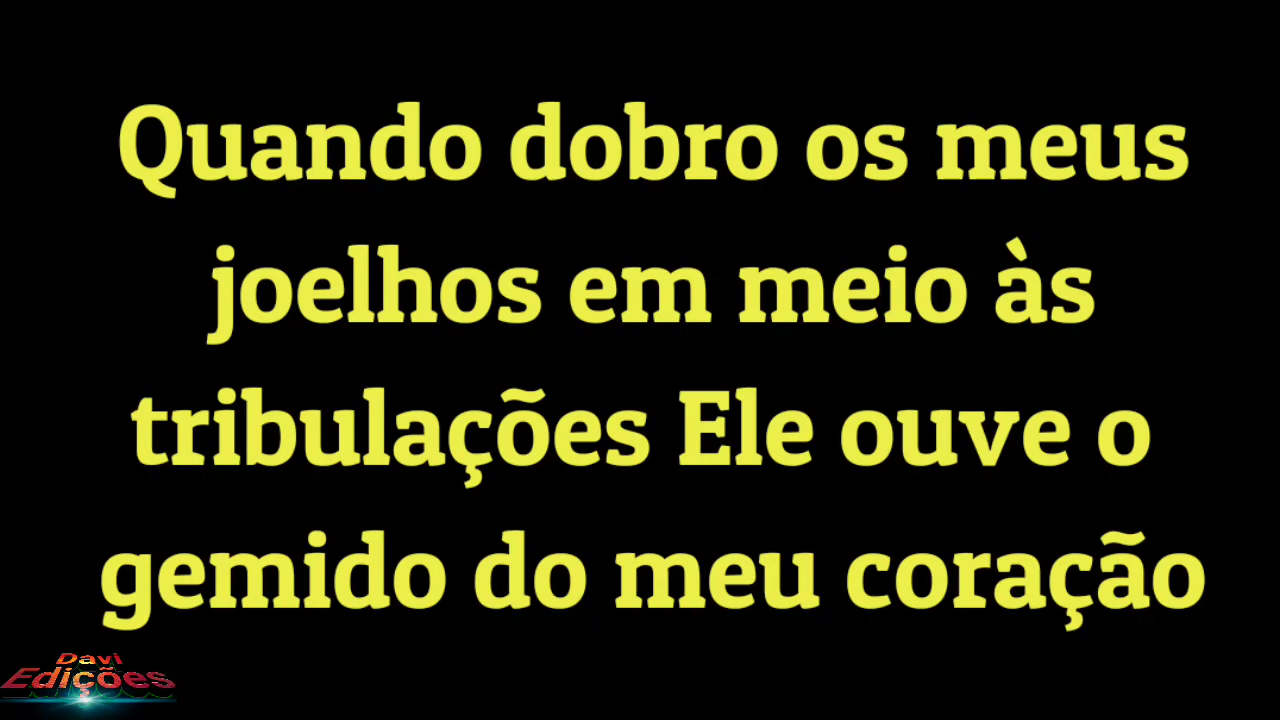 Quando dobro os meus
joelhos em meio às
tribulações Ele ouve o
gemido do meu coração
Davi
Edições